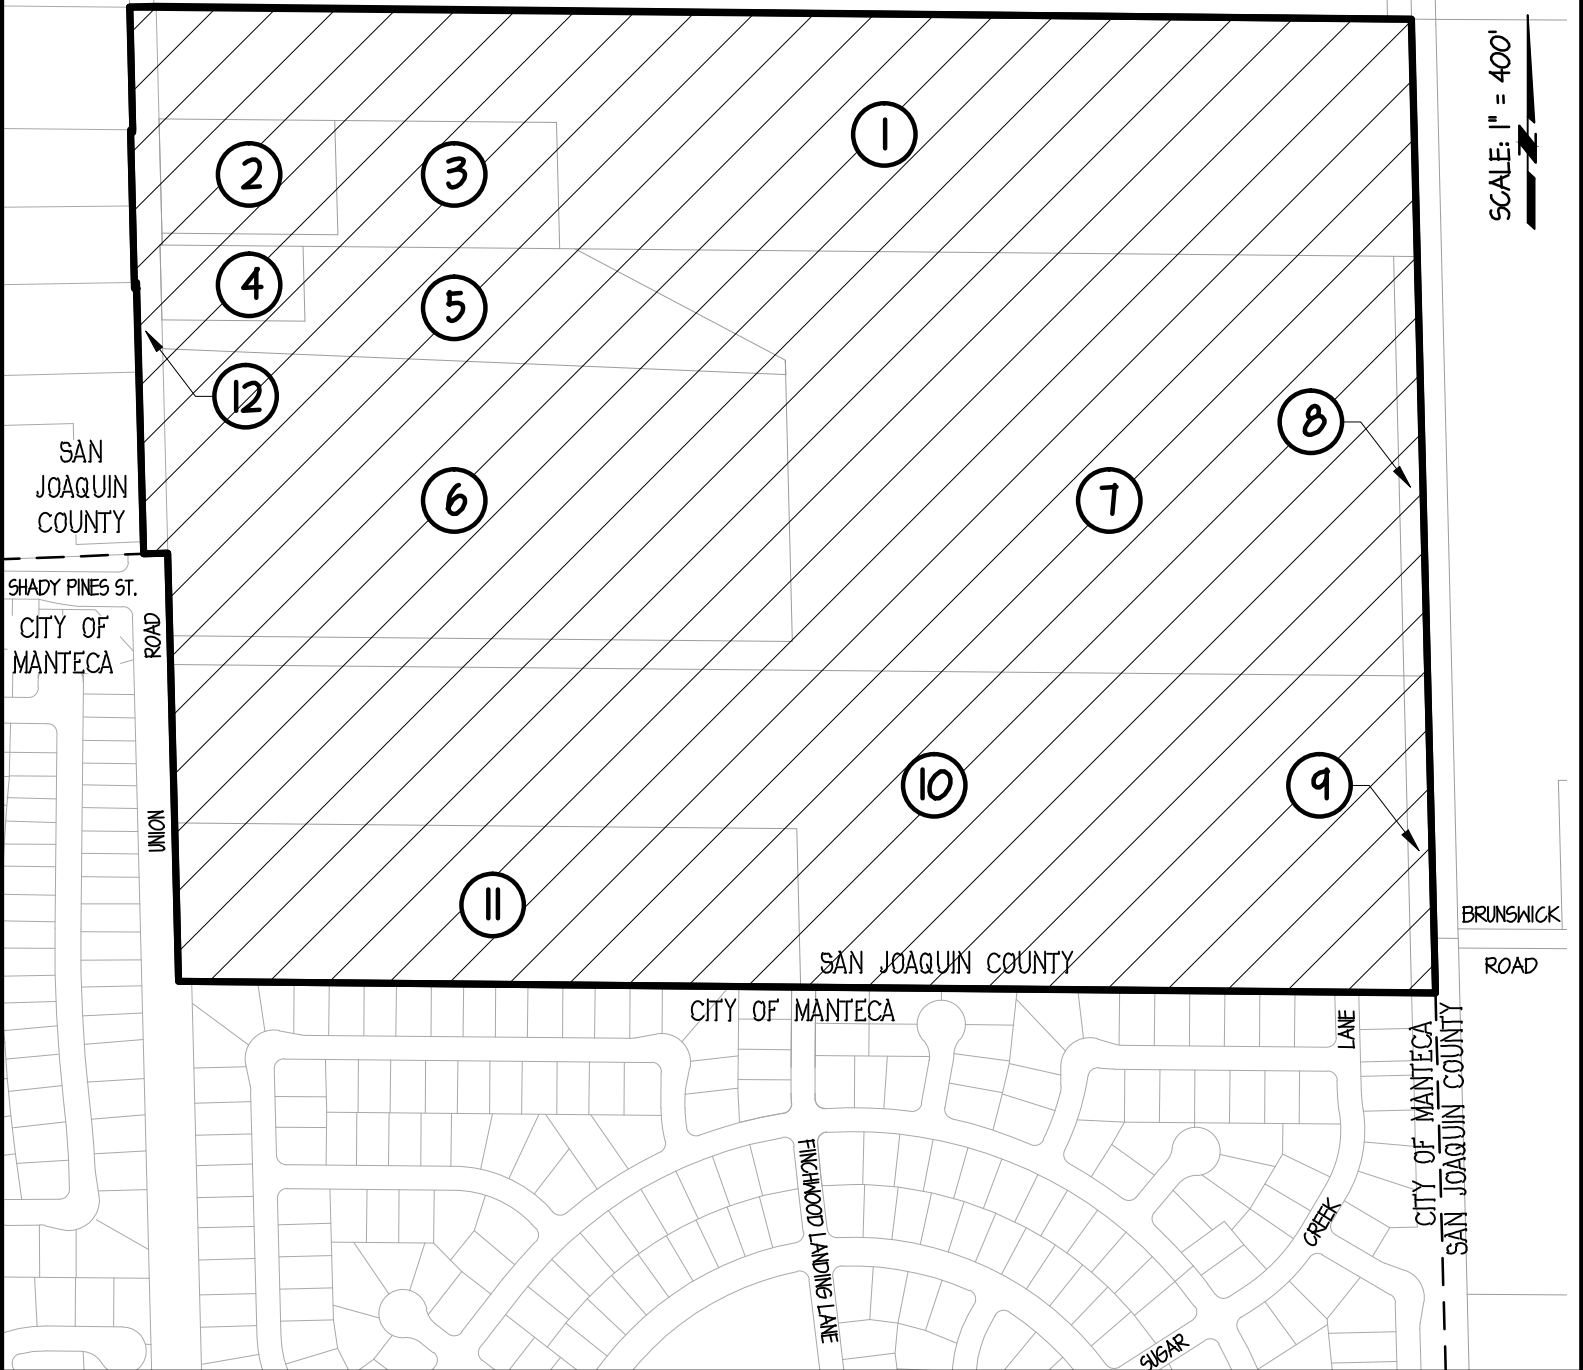 SCALE: 1" = 400'
N
1
2
3
4
5
12
8
6
7
SAN
JOAQUIN
COUNTY
SHADY PINES ST.
CITY OF
MANTECA
UNION
ROAD
10
9
11
BRUNSWICK
ROAD
SAN JOAQUIN COUNTY
CITY OF MANTECA
LANE
CITY OF MANTECA
SAN JOAQUIN COUNTY
FINCHWOOD LANDING LANE
CREEK
SUGAR